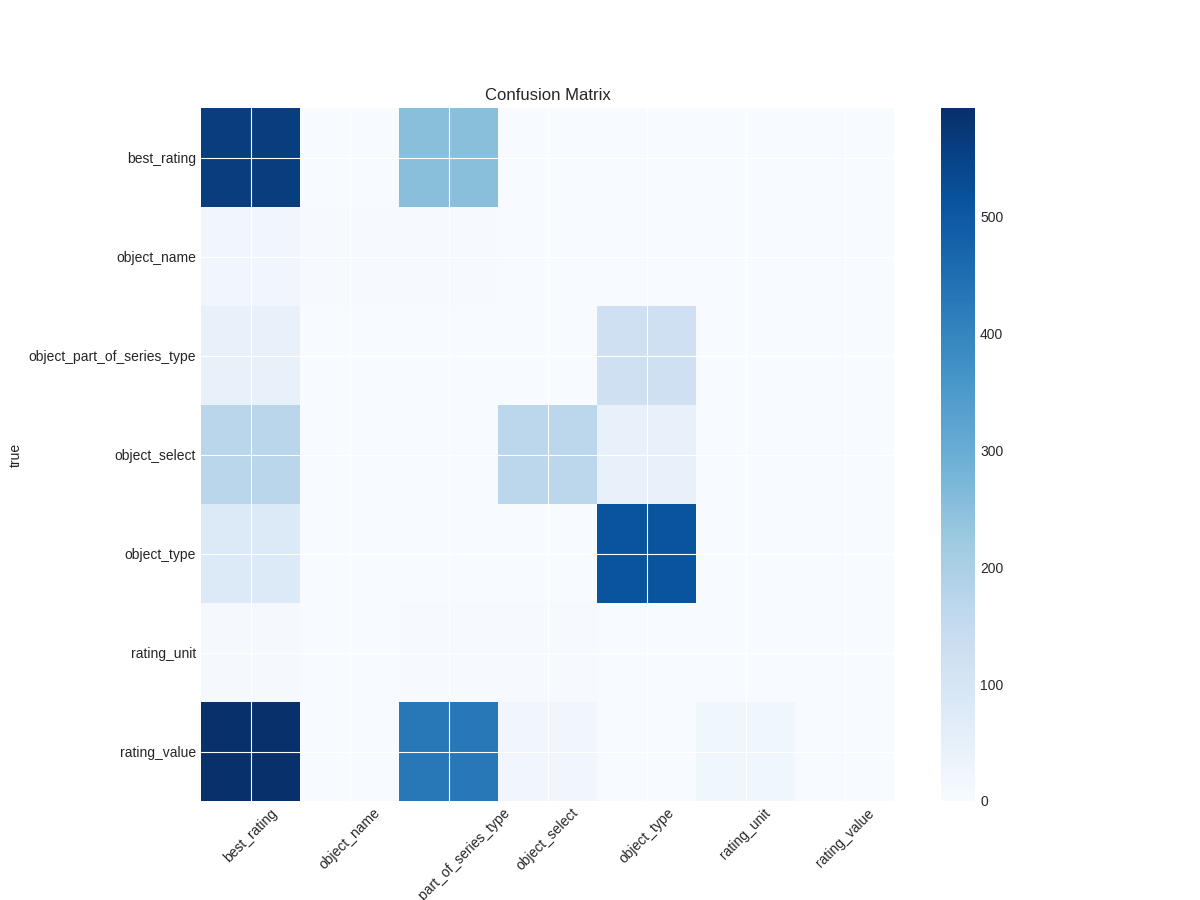 Confusion Matrix
best_rating
object_name
object_part_of_series_type
object_select
object_type
rating_unit
rating_value
true
best_rating
object_name
part_of_series_type
object_select
object_type
rating_unit
rating_value
500
400
300
200
100
0